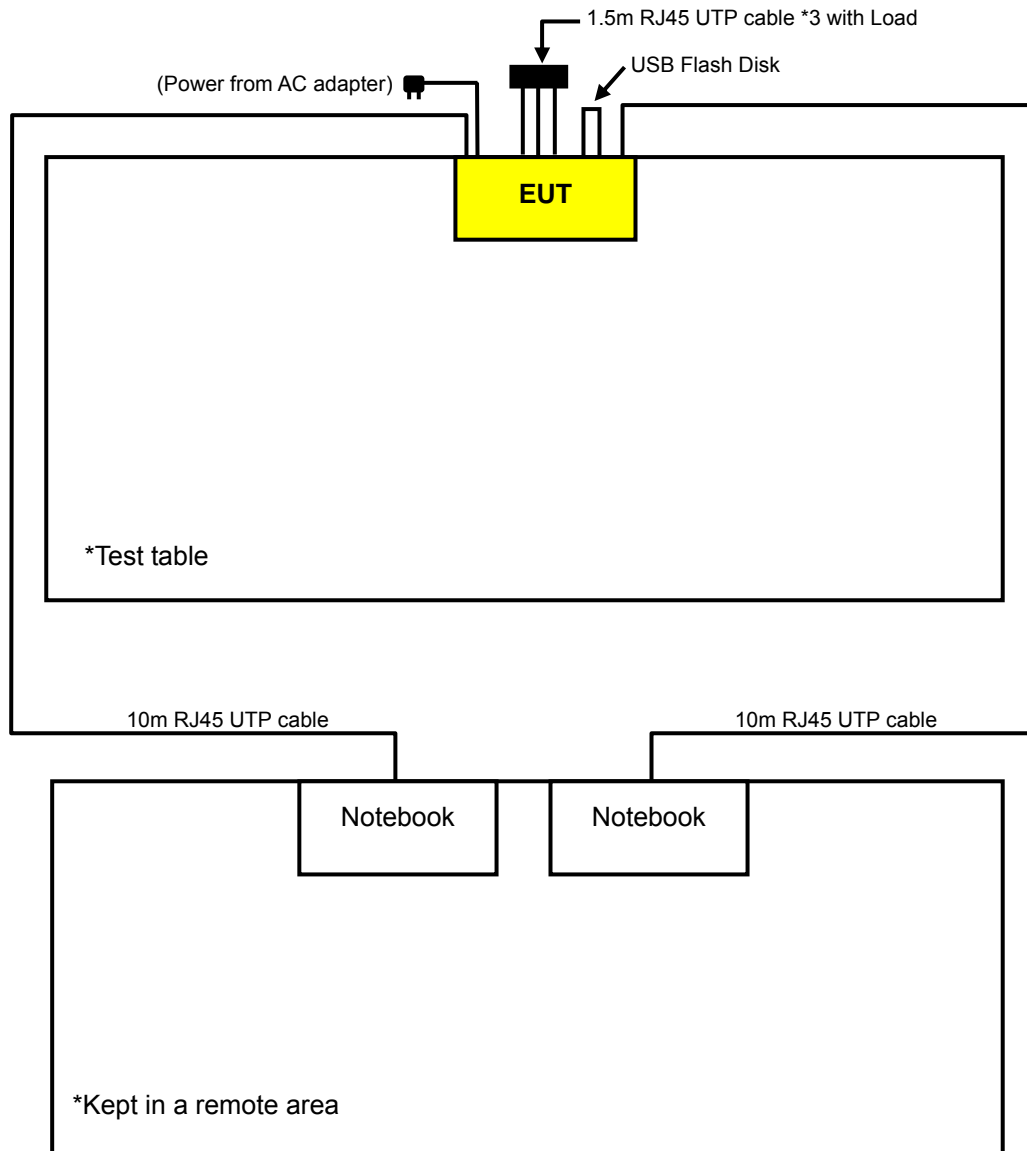 1.5m RJ45 UTP cable *3 with Load
USB Flash Disk
(Power from AC adapter)
EUT
*Test table
10m RJ45 UTP cable
10m RJ45 UTP cable
Notebook
Notebook
*Kept in a remote area